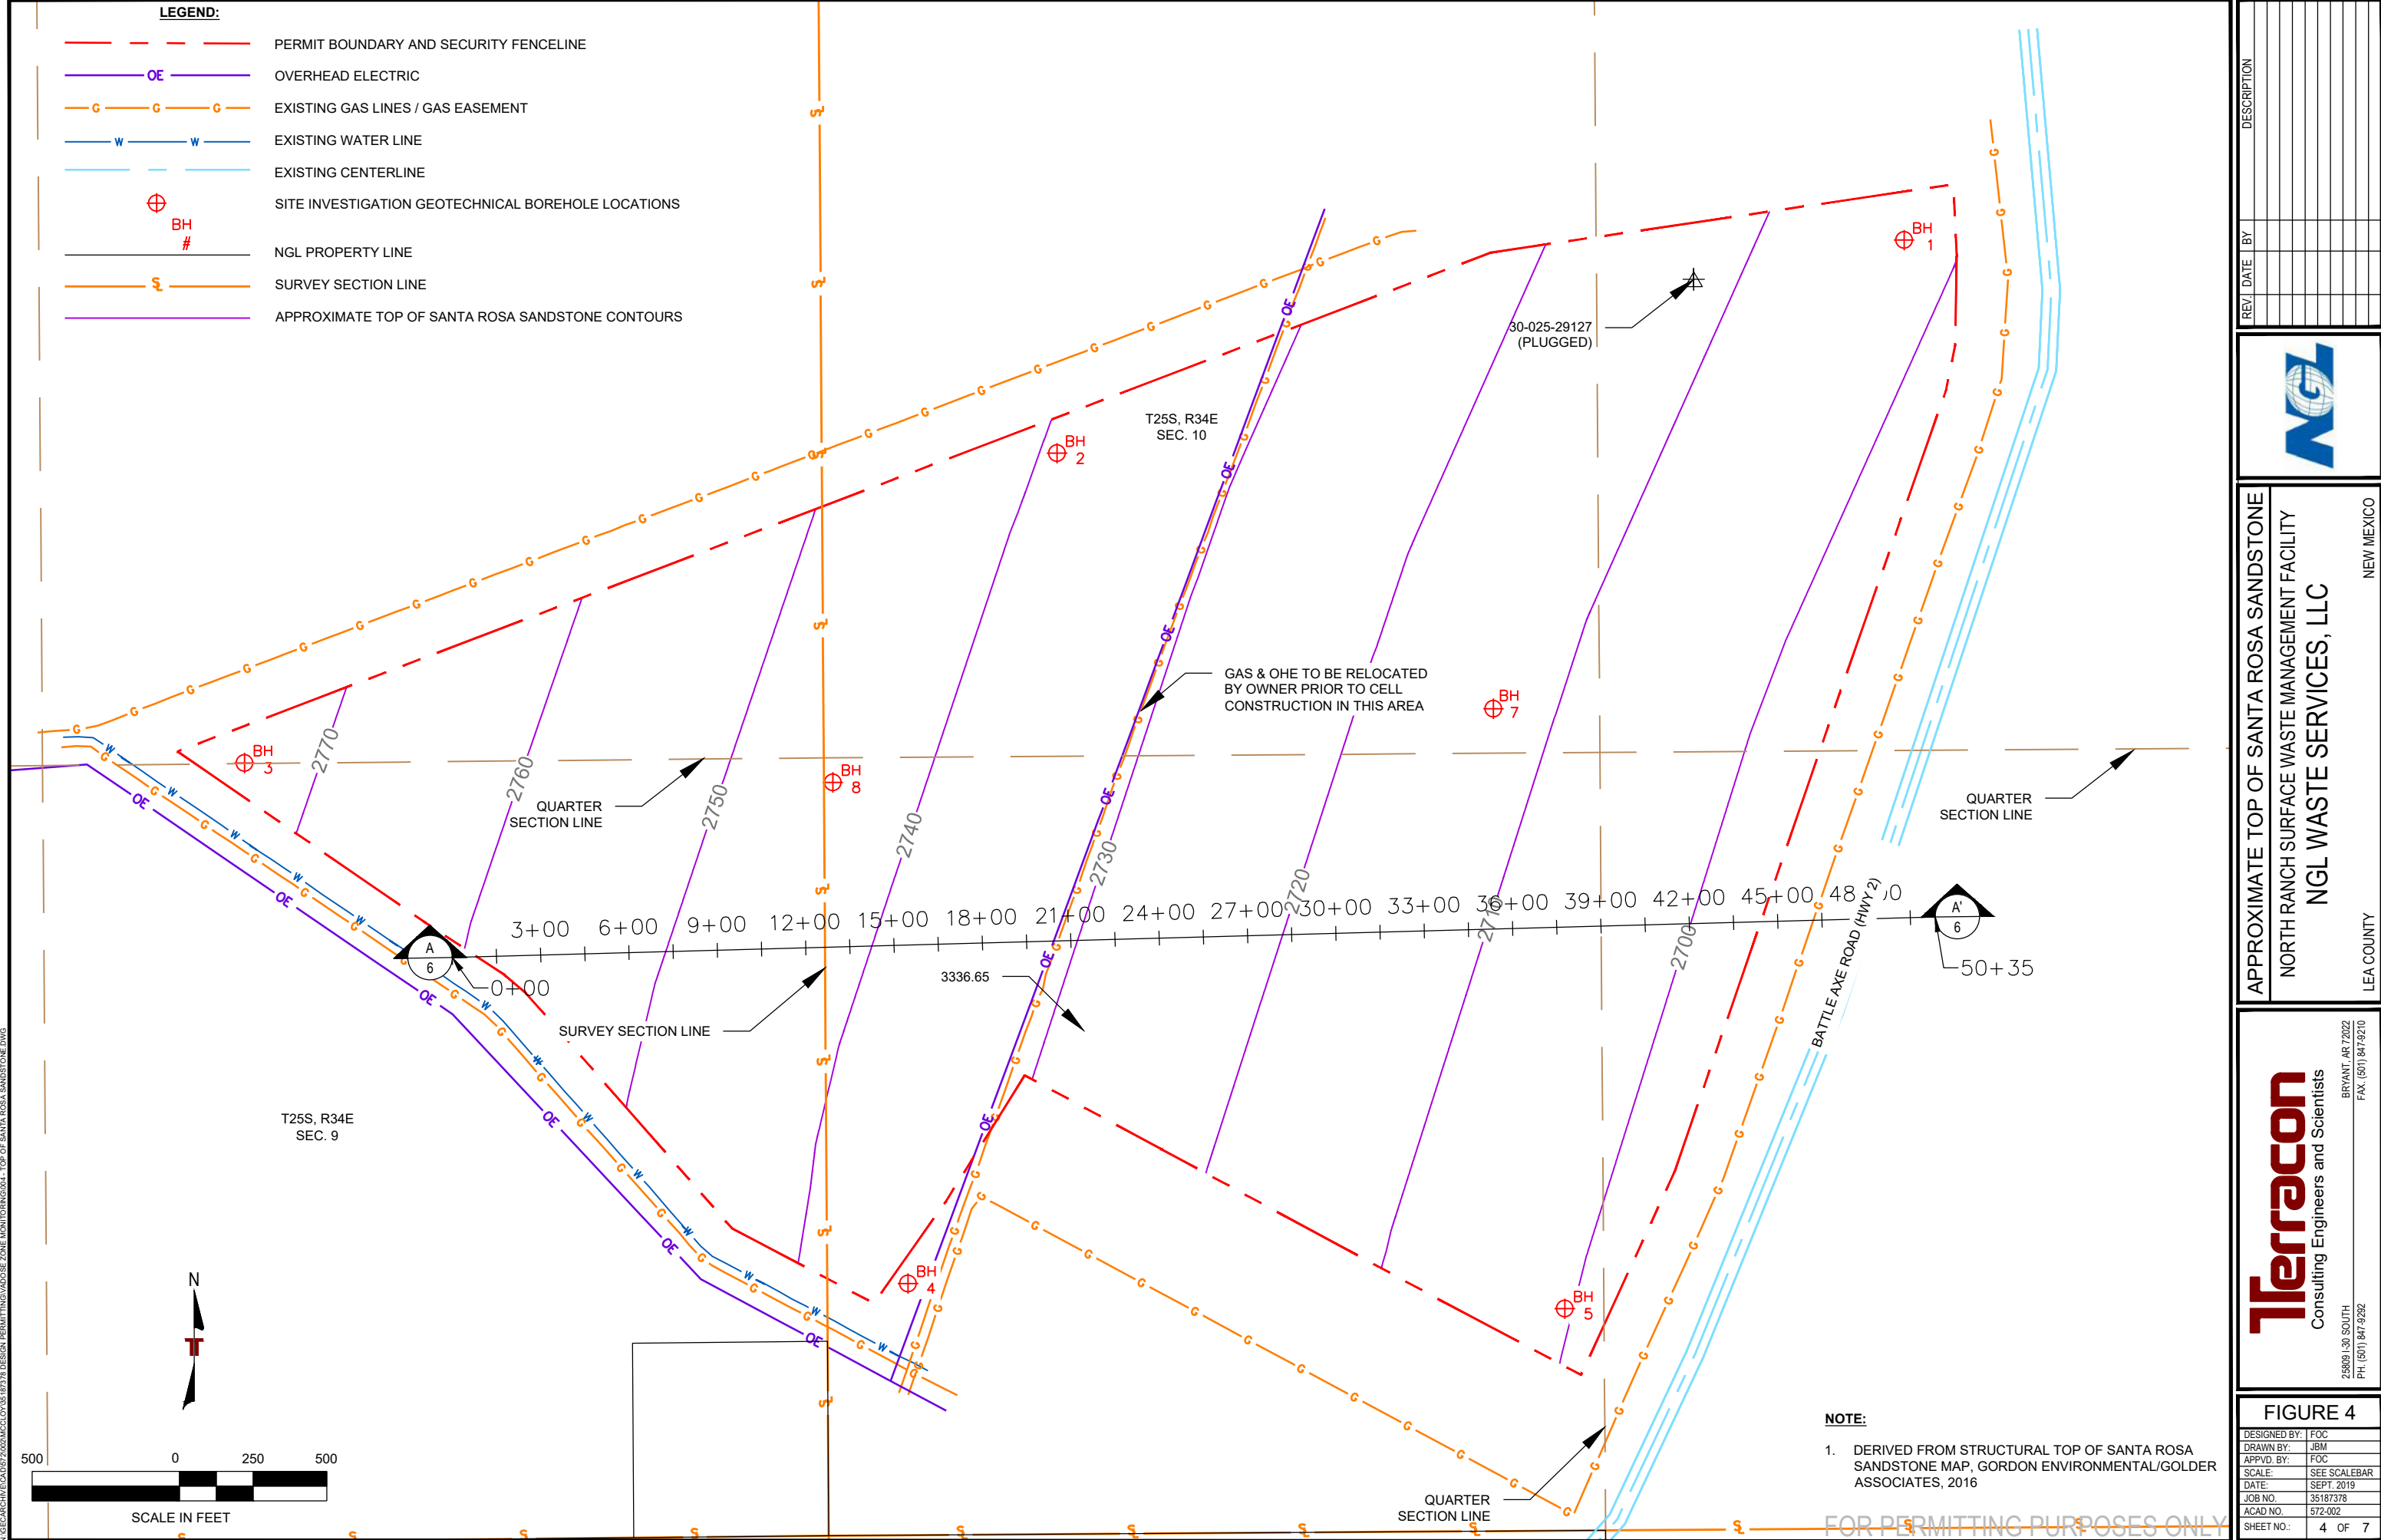 LEGEND:
PERMIT BOUNDARY AND SECURITY FENCELINE
OE
OVERHEAD ELECTRIC
G G G
EXISTING GAS LINES / GAS EASEMENT
W W
EXISTING WATER LINE
EXISTING CENTERLINE
SITE INVESTIGATION GEOTECHNICAL BOREHOLE LOCATIONS
BH
#
NGL PROPERTY LINE
SL
SURVEY SECTION LINE
APPROXIMATE TOP OF SANTA ROSA SANDSTONE CONTOURS
BH
1
30-025-29127
(PLUGGED)
T25S, R34E
SEC. 10
BH
2
GAS & OHE TO BE RELOCATED
BY OWNER PRIOR TO CELL
CONSTRUCTION IN THIS AREA
BH
7
BH
3
BH
8
2770
2760
2750
2740
2730
2720
2700
QUARTER
SECTION LINE
QUARTER
SECTION LINE
3+00 6+00 9+00 12+00 15+00 18+00 21+00 24+00 27+00 30+00 33+00 36+00 39+00 42+00 45+00
A
6
0+00
A'
6
50+35
3336.65
SURVEY SECTION LINE
BATTLE AXE ROAD (HWY 2)
T25S, R34E
SEC. 9
BH
4
BH
5
N
500 0 250 500
SCALE IN FEET
QUARTER
SECTION LINE
NOTE:
1. DERIVED FROM STRUCTURAL TOP OF SANTA ROSA
SANDSTONE MAP, GORDON ENVIRONMENTAL/GOLDER
ASSOCIATES, 2016
FOR PERMITTING PURPOSES ONLY
REV. DATE BY DESCRIPTION
NGL
APPROXIMATE TOP OF SANTA ROSA SANDSTONE
NORTH RANCH SURFACE WASTE MANAGEMENT FACILITY
NGL WASTE SERVICES, LLC
LEA COUNTY NEW MEXICO
Terracon
Consulting Engineers and Scientists
25809 I-30 SOUTH BRYANT, AR 72022
PH. (501) 847-9292 FAX. (501) 847-9210
FIGURE 4
DESIGNED BY: FOC
DRAWN BY: JBM
APPVD. BY: FOC
SCALE: SEE SCALEBAR
DATE: SEPT. 2019
JOB NO. 35187378
ACAD NO. 572-002
SHEET NO.: 4 OF 7